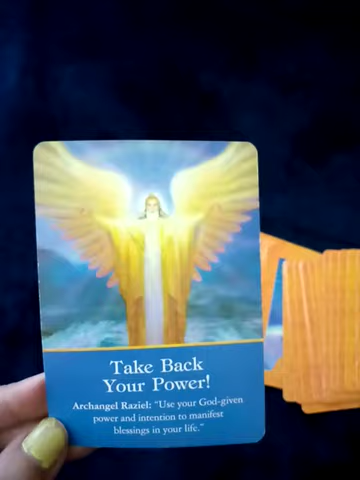 Take Back
Your Power!
Archangel Raziel: “Use your God-given
power and intention to manifest
blessings in your life.”